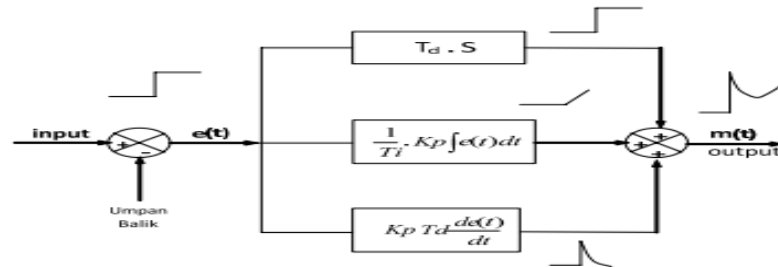 T_d . S
input
+
−
e(t)
1/Ti . Kp∫e(t)dt
+
+
+
m(t)
output
Umpan
Balik
Kp Td de(t)/dt